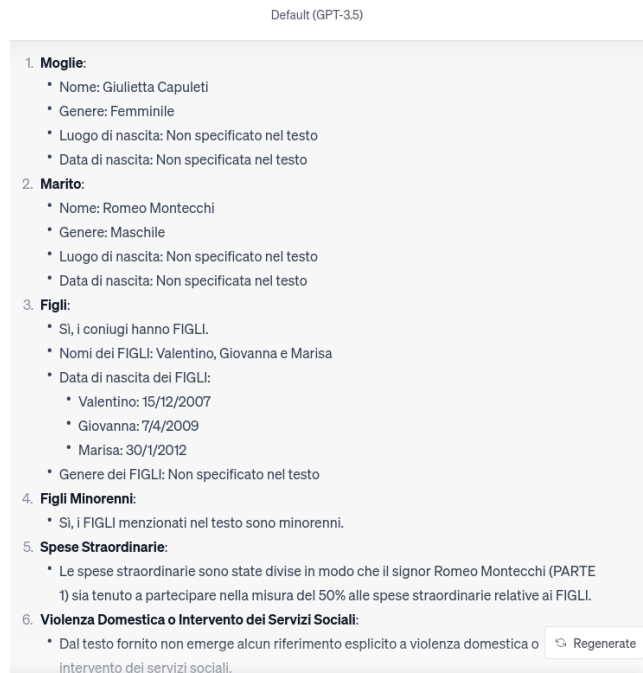 Default (GPT-3.5)
1. Moglie:
• Nome: Giulietta Capuleti
• Genere: Femminile
• Luogo di nascita: Non specificato nel testo
• Data di nascita: Non specificata nel testo
2. Marito:
• Nome: Romeo Montecchi
• Genere: Maschile
• Luogo di nascita: Non specificato nel testo
• Data di nascita: Non specificata nel testo
3. Figli:
• Sì, i coniugi hanno FIGLI.
• Nomi dei FIGLI: Valentino, Giovanna e Marisa
• Data di nascita dei FIGLI:
• Valentino: 15/12/2007
• Giovanna: 7/4/2009
• Marisa: 30/1/2012
• Genere dei FIGLI: Non specificato nel testo
4. Figli Minorenni:
• Sì, i FIGLI menzionati nel testo sono minorenni.
5. Spese Straordinarie:
• Le spese straordinarie sono state divise in modo che il signor Romeo Montecchi (PARTE
1) sia tenuto a partecipare nella misura del 50% alle spese straordinarie relative ai FIGLI.
6. Violenza Domestica o Intervento dei Servizi Sociali:
• Dal testo fornito non emerge alcun riferimento esplicito a violenza domestica o
intervento dei servizi sociali.
Regenerate